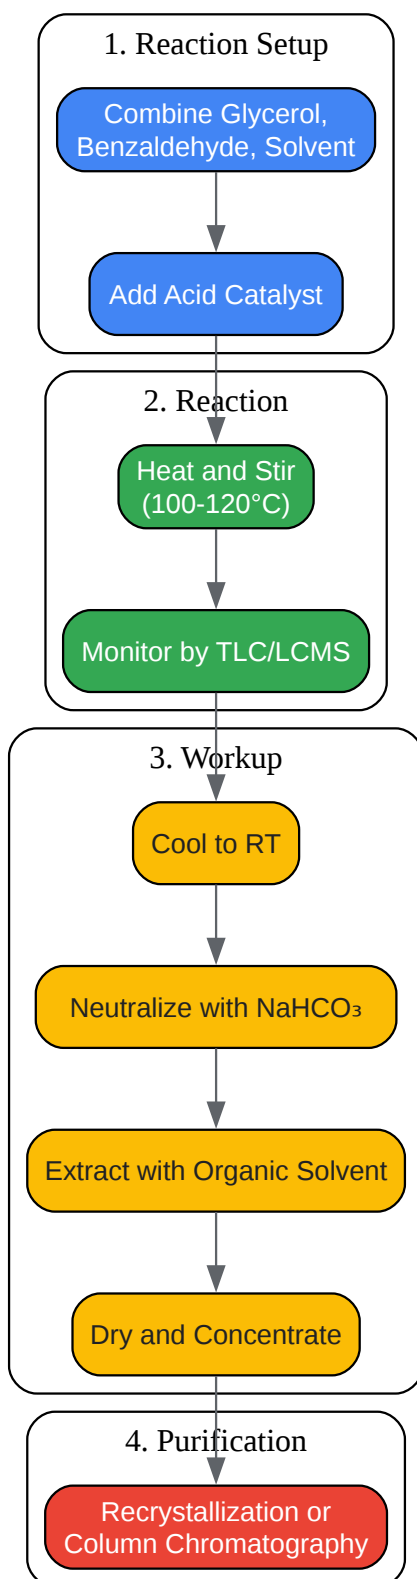 1. Reaction Setup
Combine Glycerol,
Benzaldehyde, Solvent
Add Acid Catalyst
2. Reaction
Heat and Stir
(100-120°C)
Monitor by TLC/LCMS
3. Workup
Cool to RT
Neutralize with NaHCO₃
Extract with Organic Solvent
Dry and Concentrate
4. Purification
Recrystallization or
Column Chromatography